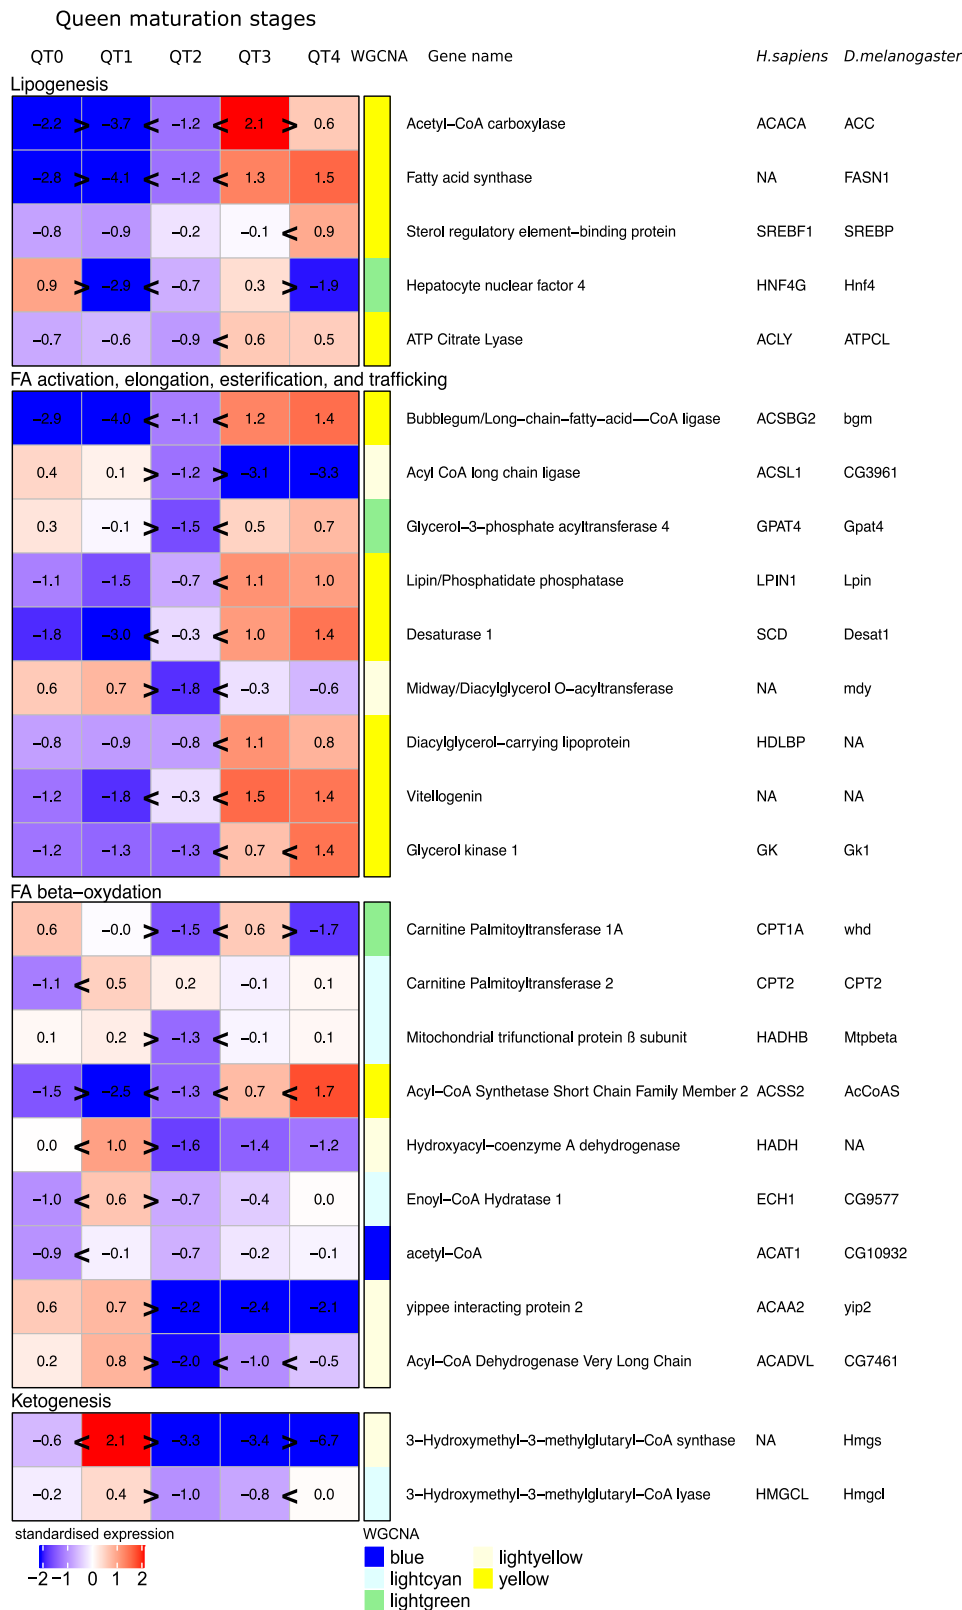 Queen maturation stages
QT0 QT1 QT2 QT3 QT4 WGCNA Gene name H.sapiens D.melanogaster
Lipogenesis
−2.2 > −3.7 < −1.2 < 2.1 > 0.6 Acetyl−CoA carboxylase ACACA ACC
−2.8 > −4.1 < −1.2 < 1.3 1.5 Fatty acid synthase NA FASN1
−0.8 −0.9 −0.2 −0.1 < 0.9 Sterol regulatory element−binding protein SREBF1 SREBP
0.9 > −2.9 < −0.7 0.3 > −1.9 Hepatocyte nuclear factor 4 HNF4G Hnf4
−0.7 −0.6 −0.9 < 0.6 0.5 ATP Citrate Lyase ACLY ATPCL
FA activation, elongation, esterification, and trafficking
−2.9 −4.0 < −1.1 < 1.2 1.4 Bubblegum/Long−chain−fatty−acid−−CoA ligase ACSBG2 bgm
0.4 0.1 > −1.2 > −3.1 −3.3 Acyl CoA long chain ligase ACSL1 CG3961
0.3 −0.1 > −1.5 < 0.5 0.7 Glycerol−3−phosphate acyltransferase 4 GPAT4 Gpat4
−1.1 −1.5 −0.7 < 1.1 1.0 Lipin/Phosphatidate phosphatase LPIN1 Lpin
−1.8 −3.0 < −0.3 < 1.0 1.4 Desaturase 1 SCD Desat1
0.6 0.7 > −1.8 < −0.3 −0.6 Midway/Diacylglycerol O−acyltransferase NA mdy
−0.8 −0.9 −0.8 < 1.1 0.8 Diacylglycerol−carrying lipoprotein HDLBP NA
−1.2 −1.8 < −0.3 < 1.5 1.4 Vitellogenin NA NA
−1.2 −1.3 −1.3 < 0.7 < 1.4 Glycerol kinase 1 GK Gk1
FA beta−oxydation
0.6 −0.0 > −1.5 < 0.6 > −1.7 Carnitine Palmitoyltransferase 1A CPT1A whd
−1.1 < 0.5 0.2 −0.1 0.1 Carnitine Palmitoyltransferase 2 CPT2 CPT2
0.1 0.2 > −1.3 < −0.1 0.1 Mitochondrial trifunctional protein ß subunit HADHB Mtpbeta
−1.5 > −2.5 < −1.3 < 0.7 < 1.7 Acyl−CoA Synthetase Short Chain Family Member 2 ACSS2 AcCoAS
0.0 < 1.0 > −1.6 −1.4 −1.2 Hydroxyacyl−coenzyme A dehydrogenase HADH NA
−1.0 < 0.6 > −0.7 −0.4 0.0 Enoyl−CoA Hydratase 1 ECH1 CG9577
−0.9 < −0.1 −0.7 −0.2 −0.1 acetyl−CoA ACAT1 CG10932
0.6 0.7 > −2.2 −2.4 −2.1 yippee interacting protein 2 ACAA2 yip2
0.2 0.8 > −2.0 < −1.0 < −0.5 Acyl−CoA Dehydrogenase Very Long Chain ACADVL CG7461
Ketogenesis
−0.6 < 2.1 > −3.3 −3.4 > −6.7 3−Hydroxymethyl−3−methylglutaryl−CoA synthase NA Hmgs
−0.2 0.4 > −1.0 −0.8 < 0.0 3−Hydroxymethyl−3−methylglutaryl−CoA lyase HMGCL Hmgcl
standardised expression
−2 −1 0 1 2
WGCNA
blue lightyellow
lightcyan yellow
lightgreen